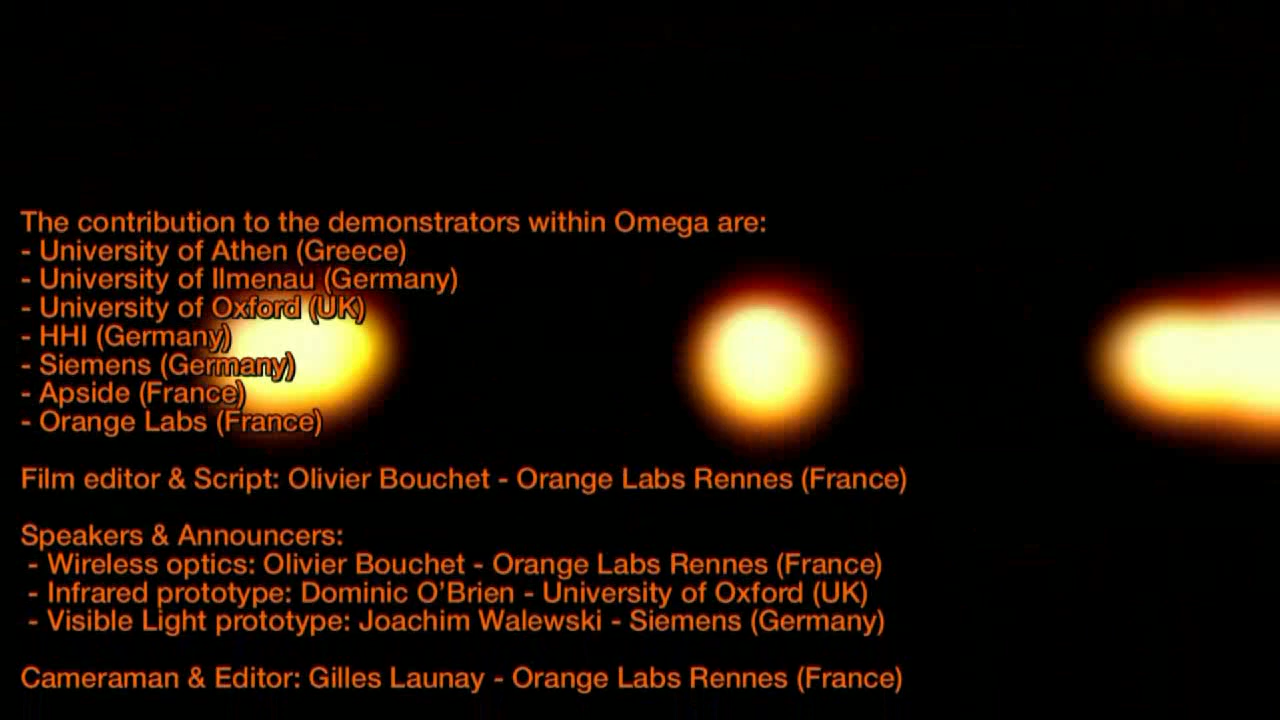 The contribution to the demonstrators within Omega are:
- University of Athen (Greece)
- University of Ilmenau (Germany)
- University of Oxford (UK)
- HHI (Germany)
- Siemens (Germany)
- Apside (France)
- Orange Labs (France)
Film editor & Script: Olivier Bouchet - Orange Labs Rennes (France)
Speakers & Announcers:
- Wireless optics: Olivier Bouchet - Orange Labs Rennes (France)
- Infrared prototype: Dominic O'Brien - University of Oxford (UK)
- Visible Light prototype: Joachim Walewski - Siemens (Germany)
Cameraman & Editor: Gilles Launay - Orange Labs Rennes (France)